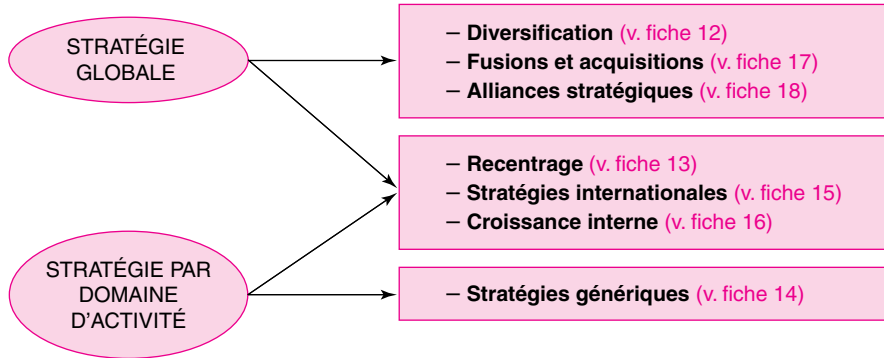 STRATÉGIE
GLOBALE
– Diversification (v. fiche 12)
– Fusions et acquisitions (v. fiche 17)
– Alliances stratégiques (v. fiche 18)
– Recentrage (v. fiche 13)
– Stratégies internationales (v. fiche 15)
– Croissance interne (v. fiche 16)
STRATÉGIE PAR
DOMAINE
D'ACTIVITÉ
– Stratégies génériques (v. fiche 14)